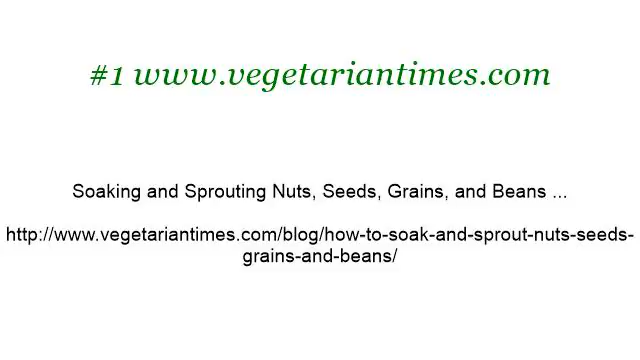 #1 www.vegetariantimes.com
Soaking and Sprouting Nuts, Seeds, Grains, and Beans ...
http://www.vegetariantimes.com/blog/how-to-soak-and-sprout-nuts-seeds-
grains-and-beans/